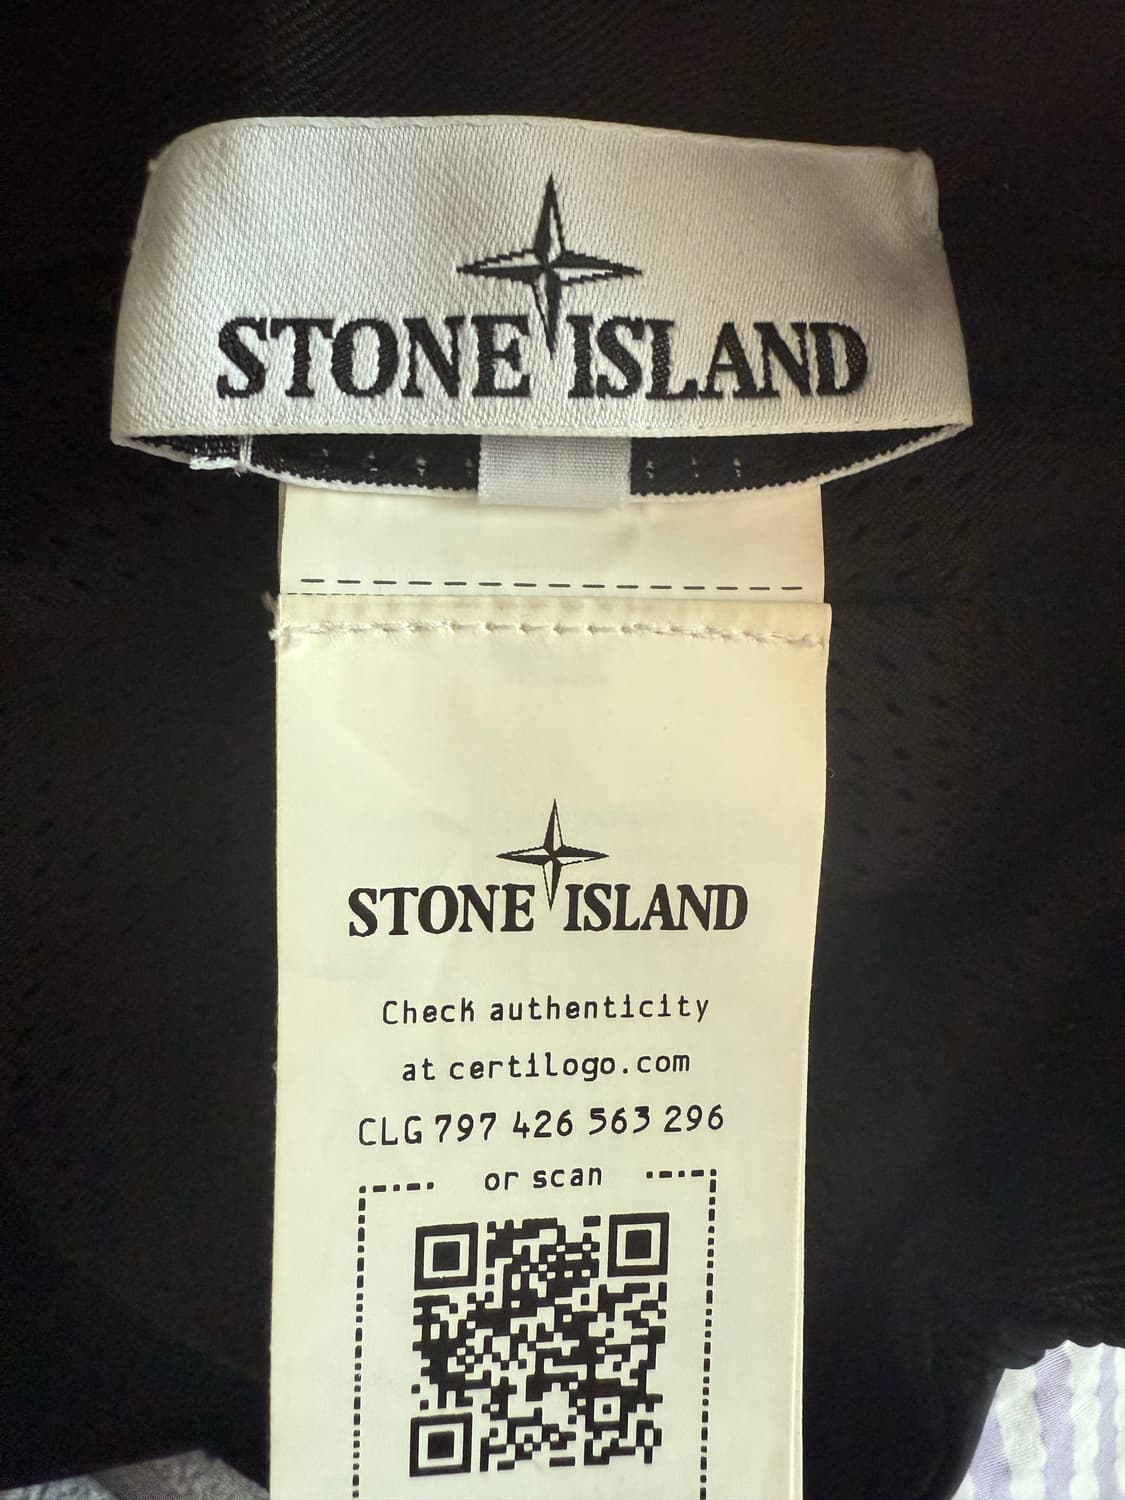 STONE ISLAND
STONE ISLAND
Check authenticity
at certilogo.com
CLG 797 426 563 296
or scan